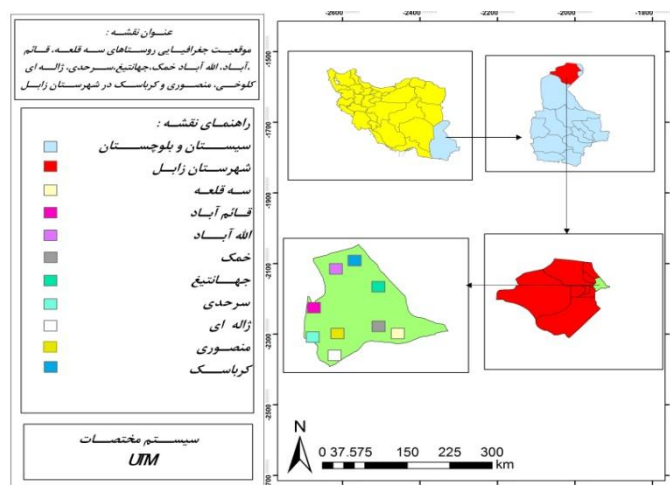 عنوان نقشه :
موقعیت جغرافیایی روستاهای سه قلعه، قائم
آباد، الله آباد خمک،جهانتیغ،سرحدی، ژاله ای،
کلوخی، منصوری و کرباسک در شهرستان زابل
راهنمای نقشه :
سیستان و بلوچستان
شهرستان زابل
سه قلعه
قائم آباد
الله آباد
خمک
جهانتیغ
سرحدی
ژاله ای
منصوری
کرباسک
سیستم مختصات
UTM
-2600 -2400 -2000 -1800
-1500
-1700
-1900
-2100
-2300
-2500
N
0 37.575 150 225 300
km